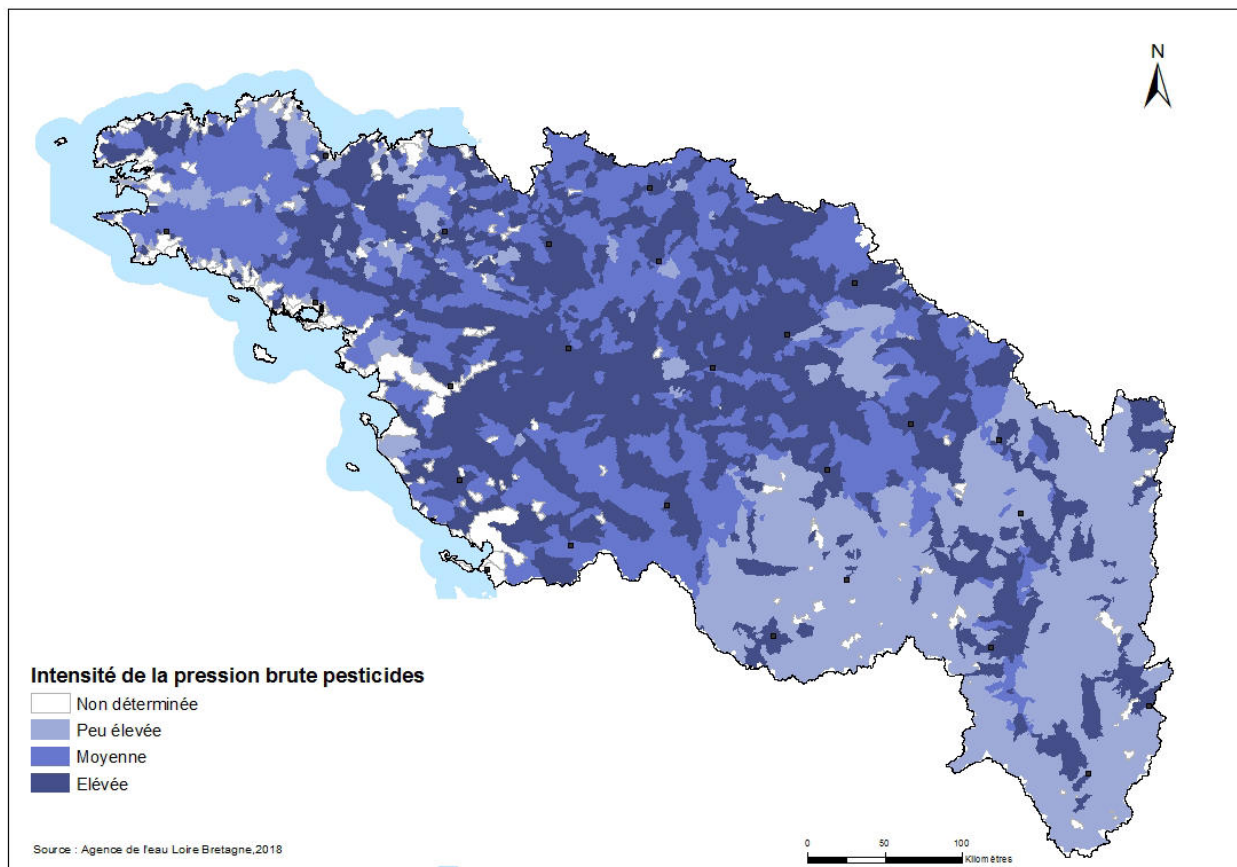 N
Intensité de la pression brute pesticides
Non déterminée
Peu élevée
Moyenne
Elévée
Source : Agence de l'eau Loire Bretagne,2018
0 50 100
Kilomètres